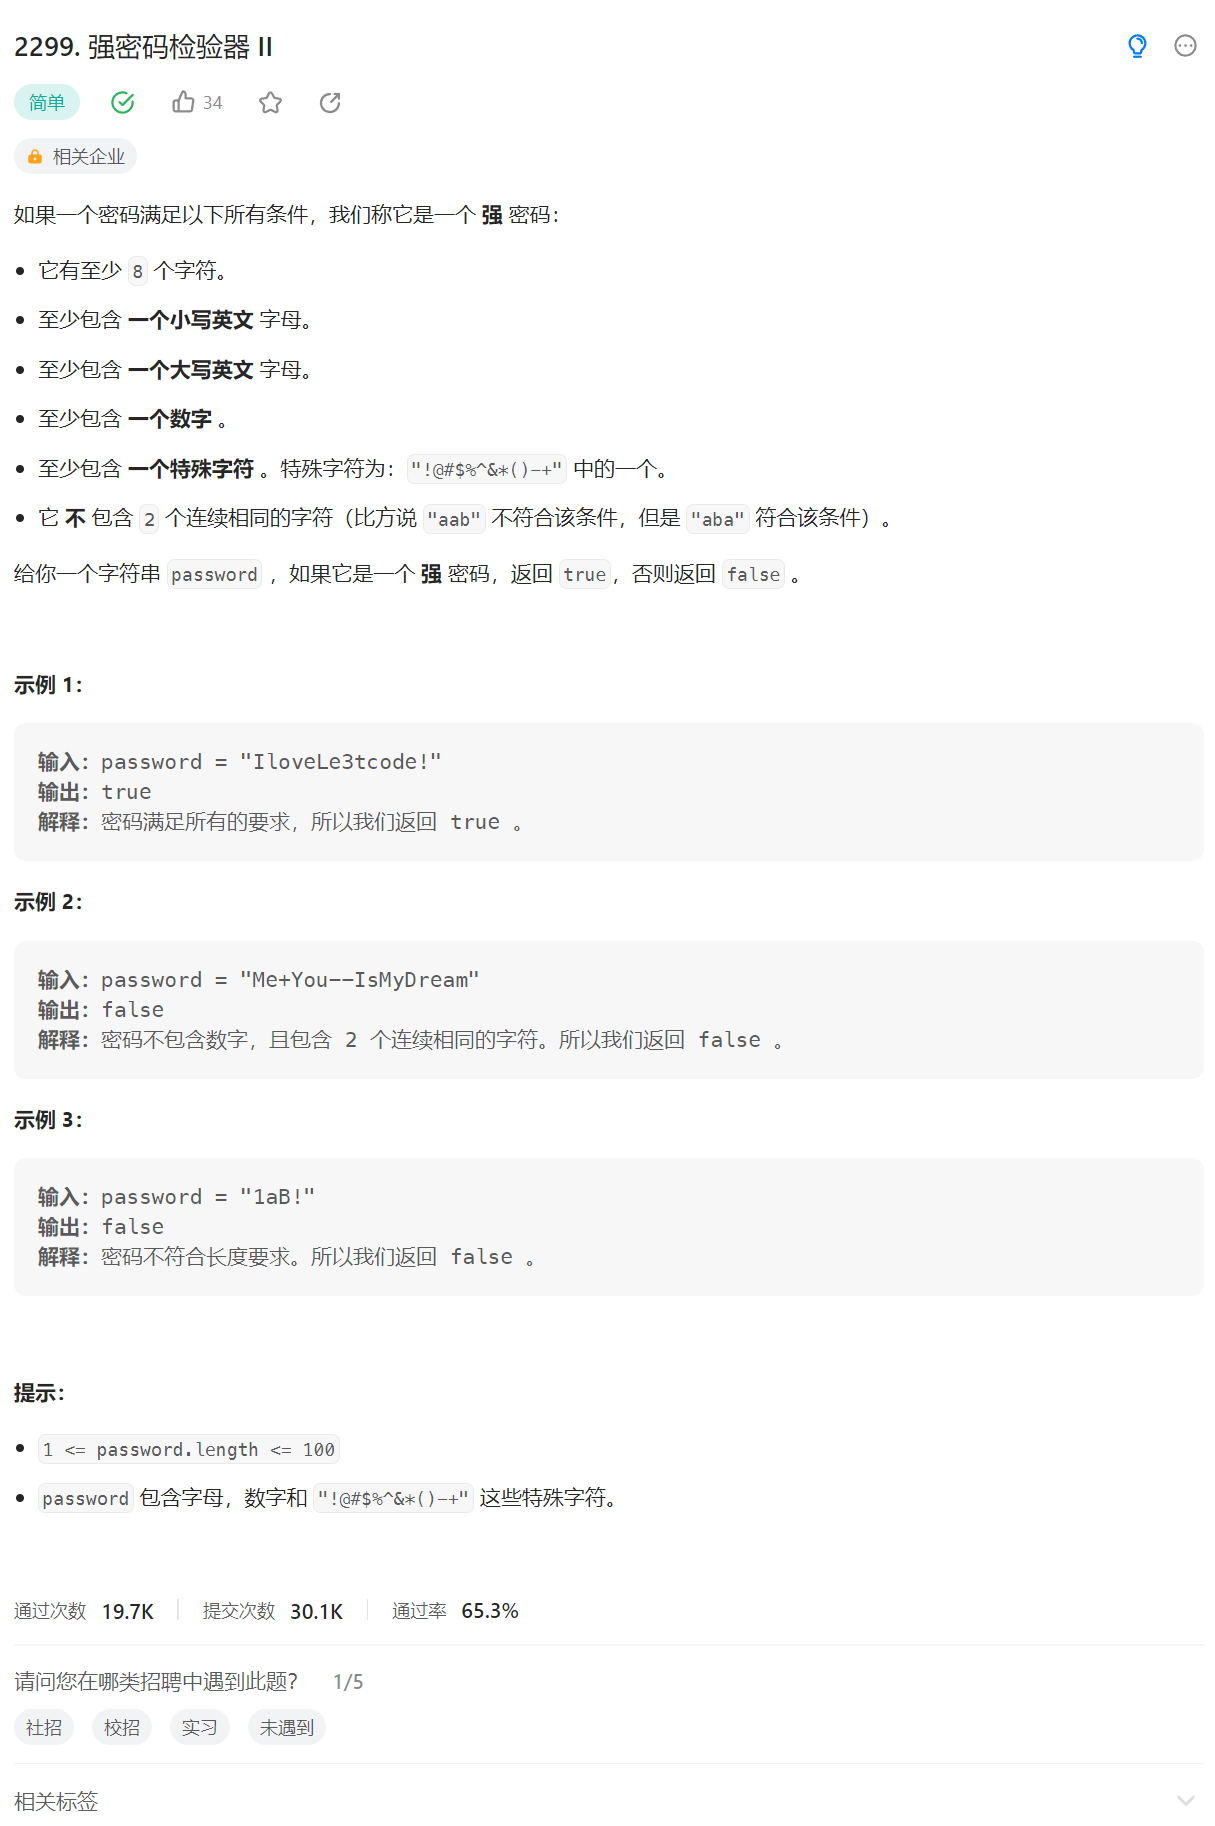 2299. 强密码检验器 II
简单 34
相关企业
如果一个密码满足以下所有条件，我们称它是一个 强 密码：
它有至少 8 个字符。
至少包含 一个小写英文 字母。
至少包含 一个大写英文 字母。
至少包含 一个数字 。
至少包含 一个特殊字符 。特殊字符为："!@#$%^&*()-+" 中的一个。
它 不 包含 2 个连续相同的字符（比方说 "aab" 不符合该条件，但是 "aba" 符合该条件）。
给你一个字符串 password ，如果它是一个 强 密码，返回 true，否则返回 false 。
示例 1：
输入：password = "IloveLe3tcode!"
输出：true
解释：密码满足所有的要求，所以我们返回 true 。
示例 2：
输入：password = "Me+You--IsMyDream"
输出：false
解释：密码不包含数字，且包含 2 个连续相同的字符。所以我们返回 false 。
示例 3：
输入：password = "1aB!"
输出：false
解释：密码不符合长度要求。所以我们返回 false 。
提示：
1 <= password.length <= 100
password 包含字母，数字和 "!@#$%^&*()-+" 这些特殊字符。
通过次数 19.7K 提交次数 30.1K 通过率 65.3%
请问您在哪类招聘中遇到此题？ 1/5
社招 校招 实习 未遇到
相关标签